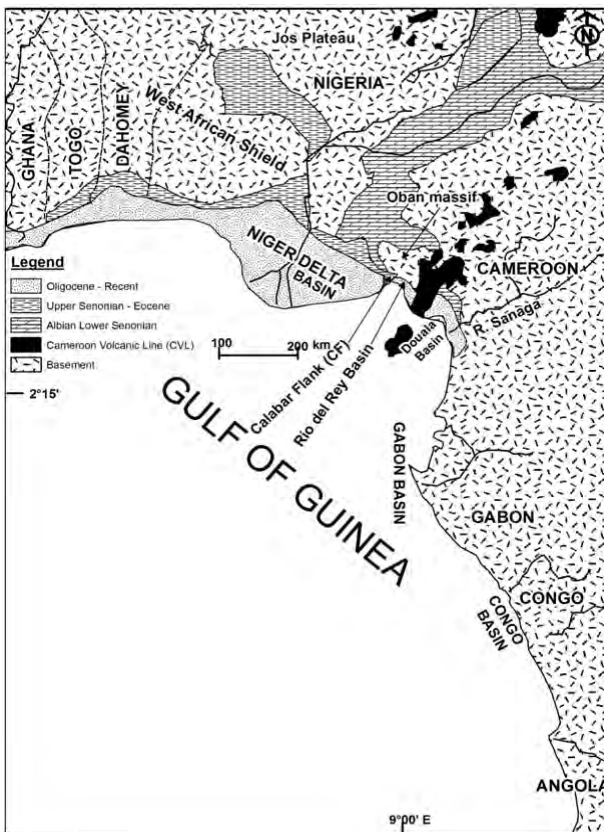 Jos Plateau
N
NIGERIA
West African Shield
GHANA
TOGO
DAHOMEY
Oban massif
NIGER DELTA
BASIN
CAMEROON
Legend
Oligocene - Recent
Upper Senonian - Eocene
Albian Lower Senonian
Cameroon Volcanic Line (CVL)
Basement
R. Sanaga
Douala
Basin
100
200 km
2°15'
Calabar Flank (CF)
Rio del Rey Basin
GULF OF GUINEA
GABON BASIN
GABON
CONGO
CONGO
BASIN
ANGOLA
9°00' E